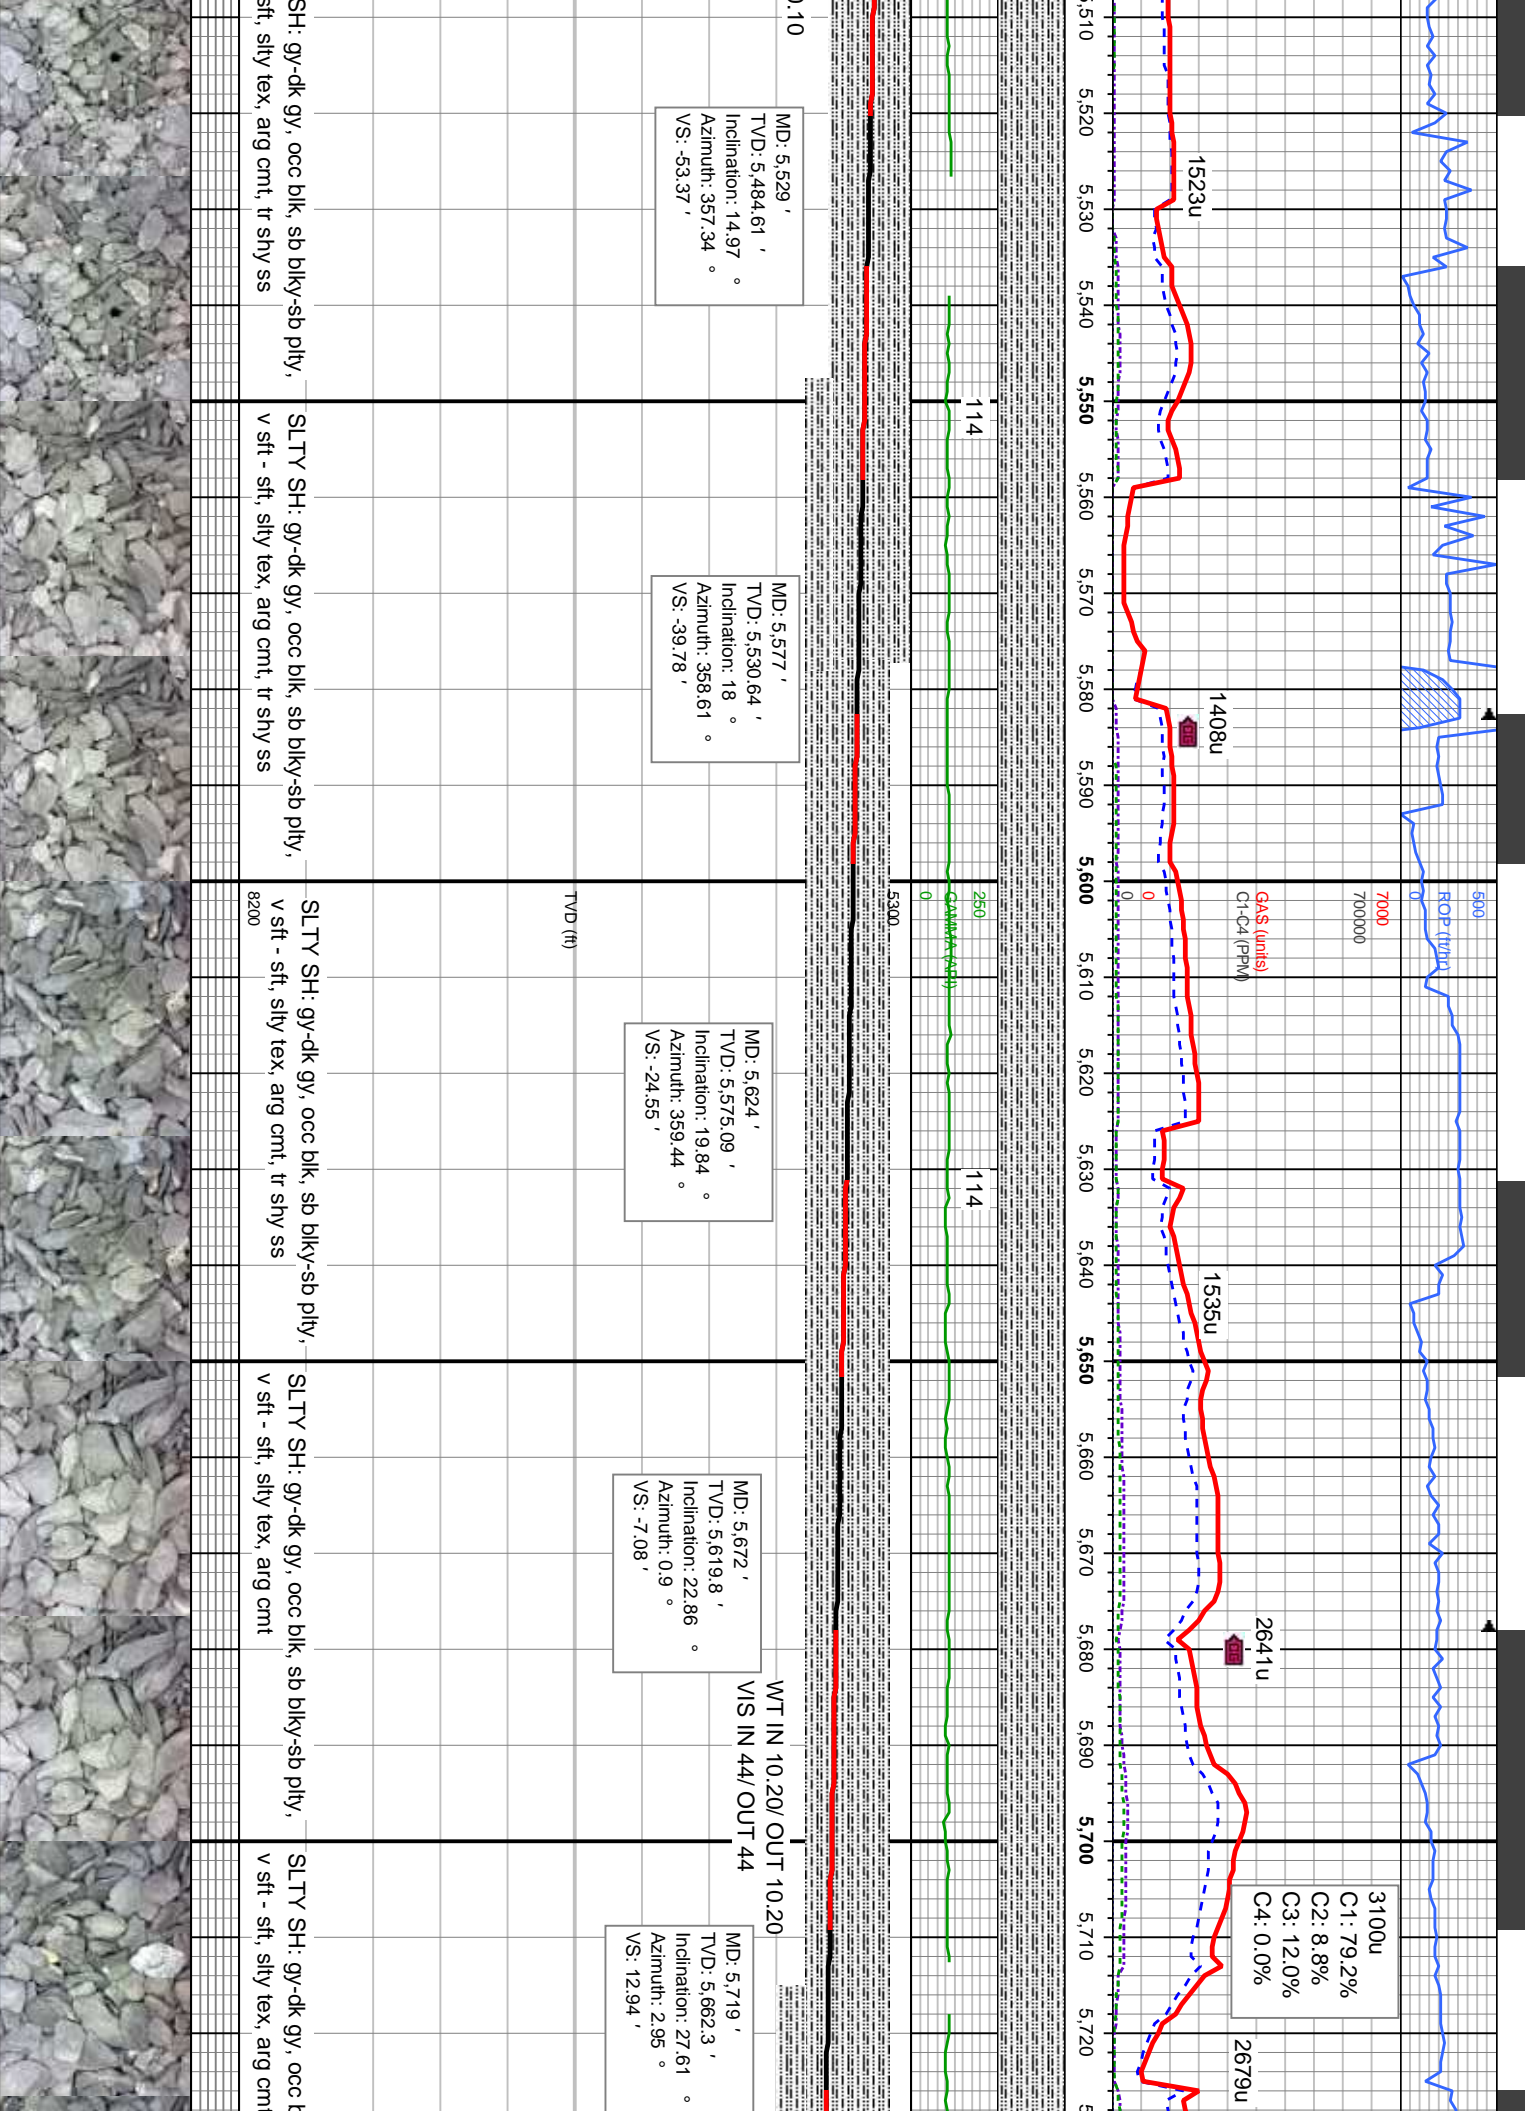 500
ROP (ft/hr)
0
7000
700000
GAS (units)
C1-C4 (PPM)
0
0
1523u
1408u
1535u
2641u
3100u
C1: 79.2%
C2: 8.8%
C3: 12.0%
C4: 0.0%
2679u
5,510
5,520
5,530
5,540
5,550
5,560
5,570
5,580
5,590
5,600
5,610
5,620
5,630
5,640
5,650
5,660
5,670
5,680
5,690
5,700
5,710
5,720
114
114
250
GAMMA (API)
0
5300
TVD (ft)
8200
MD: 5,529 '
TVD: 5,484.61 '
Inclination: 14.97 °
Azimuth: 357.34 °
VS: -53.37 '
MD: 5,577 '
TVD: 5,530.64 '
Inclination: 18 °
Azimuth: 358.61 °
VS: -39.78 '
MD: 5,624 '
TVD: 5,575.09 '
Inclination: 19.84 °
Azimuth: 359.44 °
VS: -24.55 '
MD: 5,672 '
TVD: 5,619.8 '
Inclination: 22.86 °
Azimuth: 0.9 °
VS: -7.08 '
WT IN 10.20/ OUT 10.20
VIS IN 44/ OUT 44
MD: 5,719 '
TVD: 5,662.3 '
Inclination: 27.61 °
Azimuth: 2.95 °
VS: 12.94 '
SH: gy-dk gy, occ blk, sb blky-sb plty,
sft, slty tex, arg cmt, tr shy ss
SLTY SH: gy-dk gy, occ blk, sb blky-sb plty,
v sft - sft, slty tex, arg cmt, tr shy ss
SLTY SH: gy-dk gy, occ blk, sb blky-sb plty,
v sft - sft, slty tex, arg cmt, tr shy ss
SLTY SH: gy-dk gy, occ blk, sb blky-sb plty,
v sft - sft, slty tex, arg cmt
SLTY SH: gy-dk gy, occ b
v sft - sft, slty tex, arg cmt